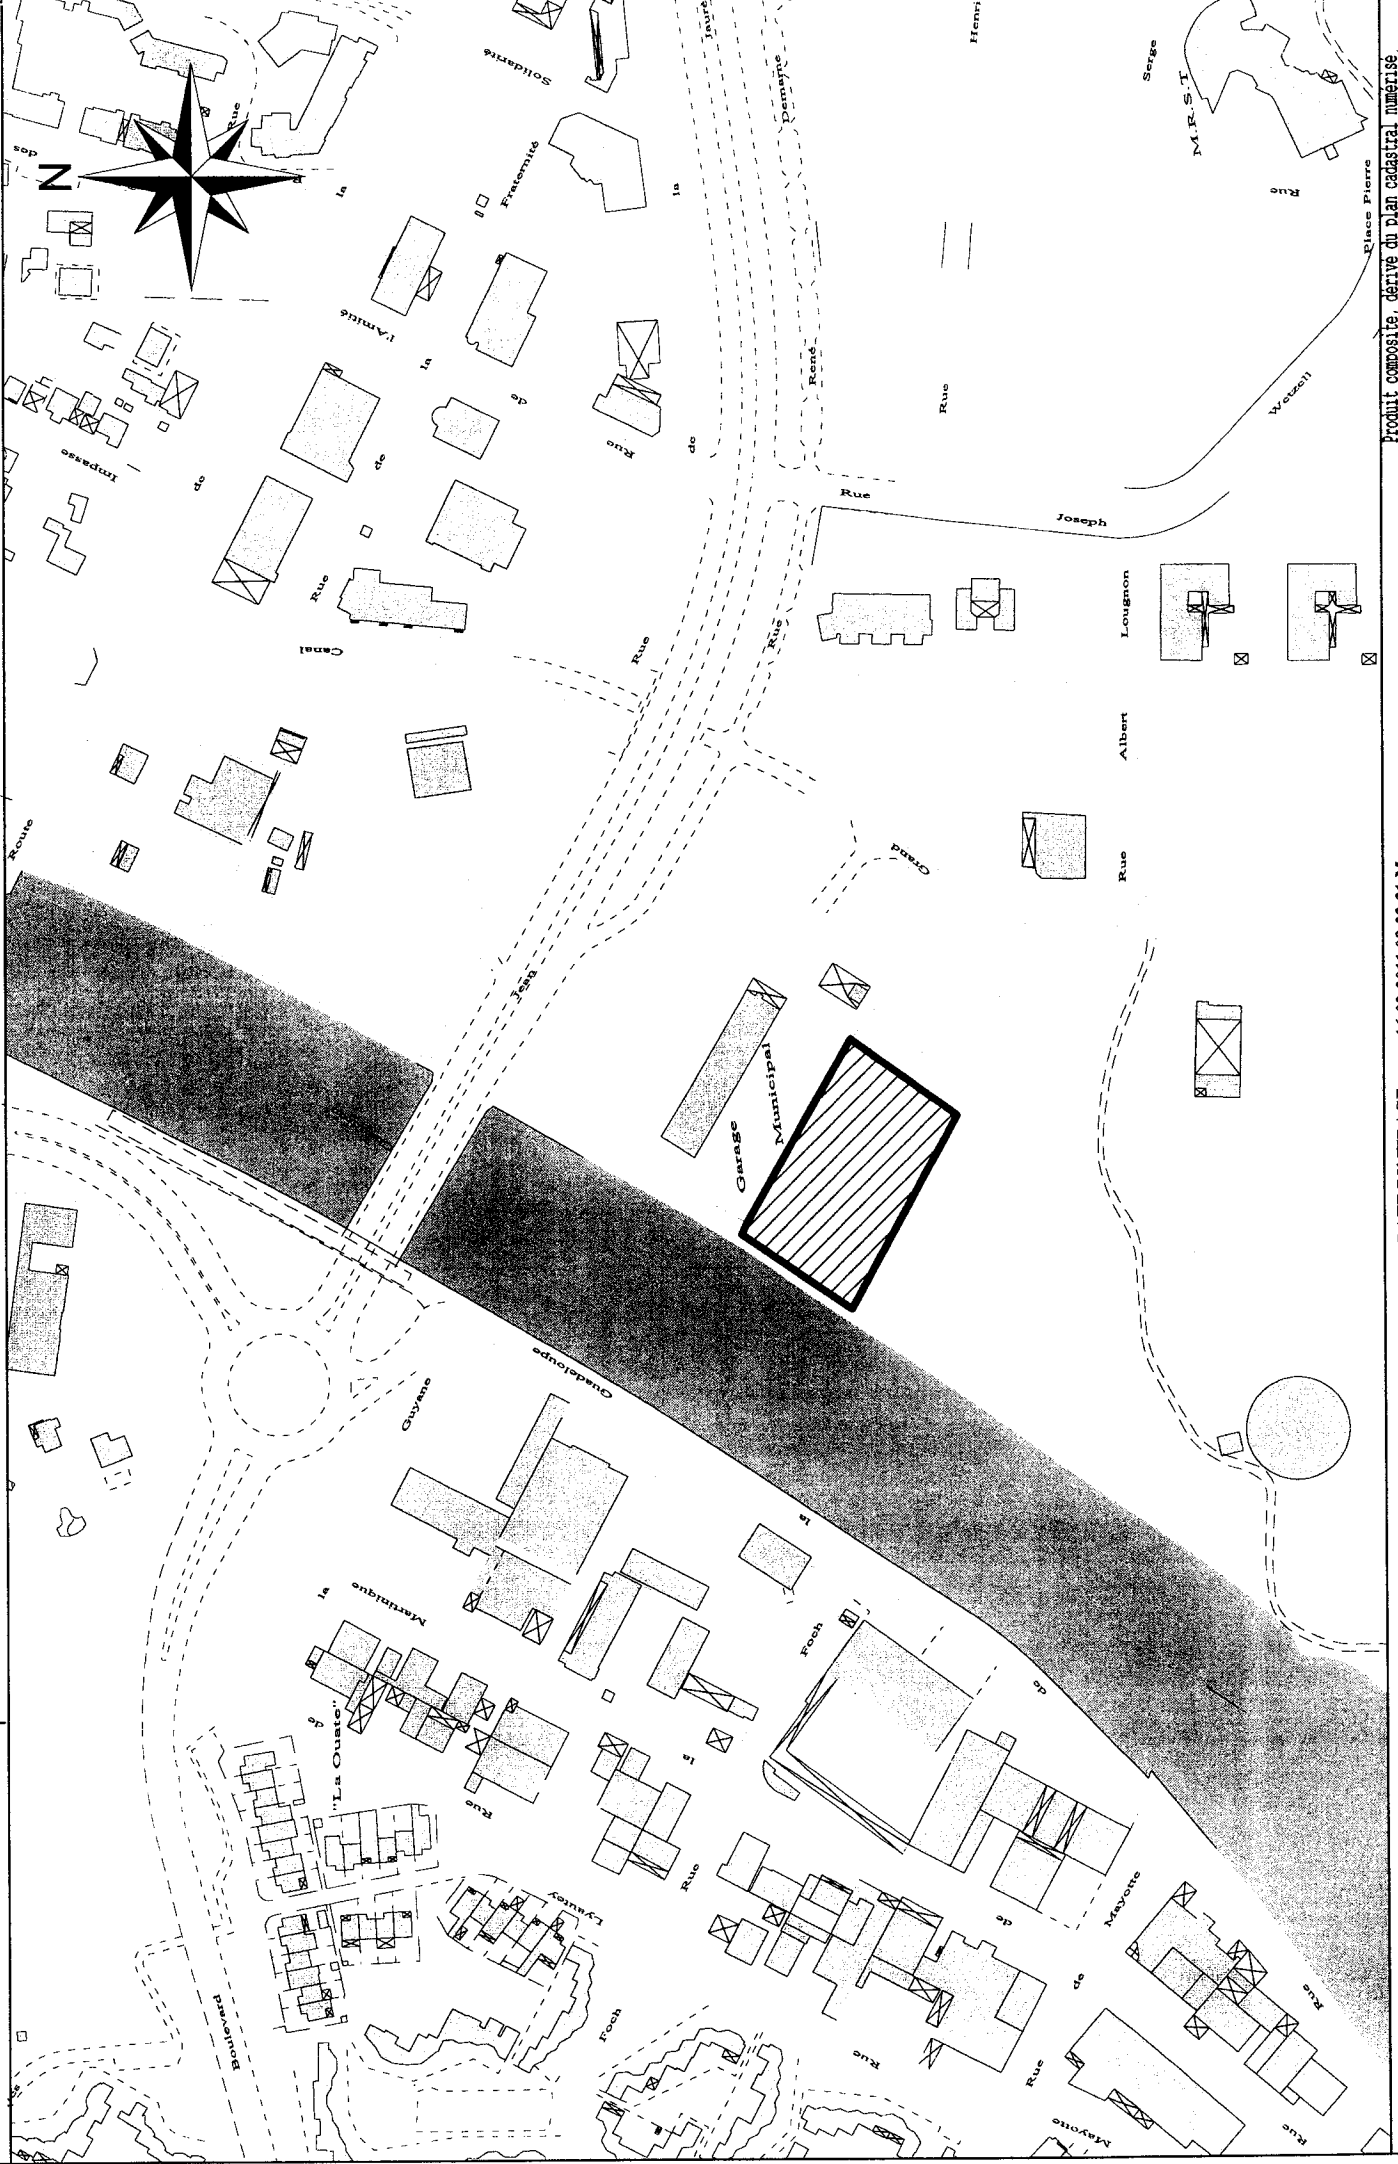 Jaurè
Henri
Solidarité
Demarne
Serge
M.R.S.T
Rue
des
N
la
Fraternité
la
Rue
Place Pierre
l'Amitié
la
de
René
Rue
Wetzell
Impasse
de
de
Rue
de
Rue
Joseph
Rue
Canal
Rue
Rue
Lougnon
Albert
Rue
Route
Grand
Jean
Municipal
Garage
Guadeloupe
Guyane
la
la
Martinique
Foch
de
de
"La Ouate"
la
Rue
Rue
Lyautey
Mayotte
de
de
Rue
Boulevard
Foch
Rue
Rue
Mayotte
Rue
Produit composite, dérivé du plan cadastral numérisé.